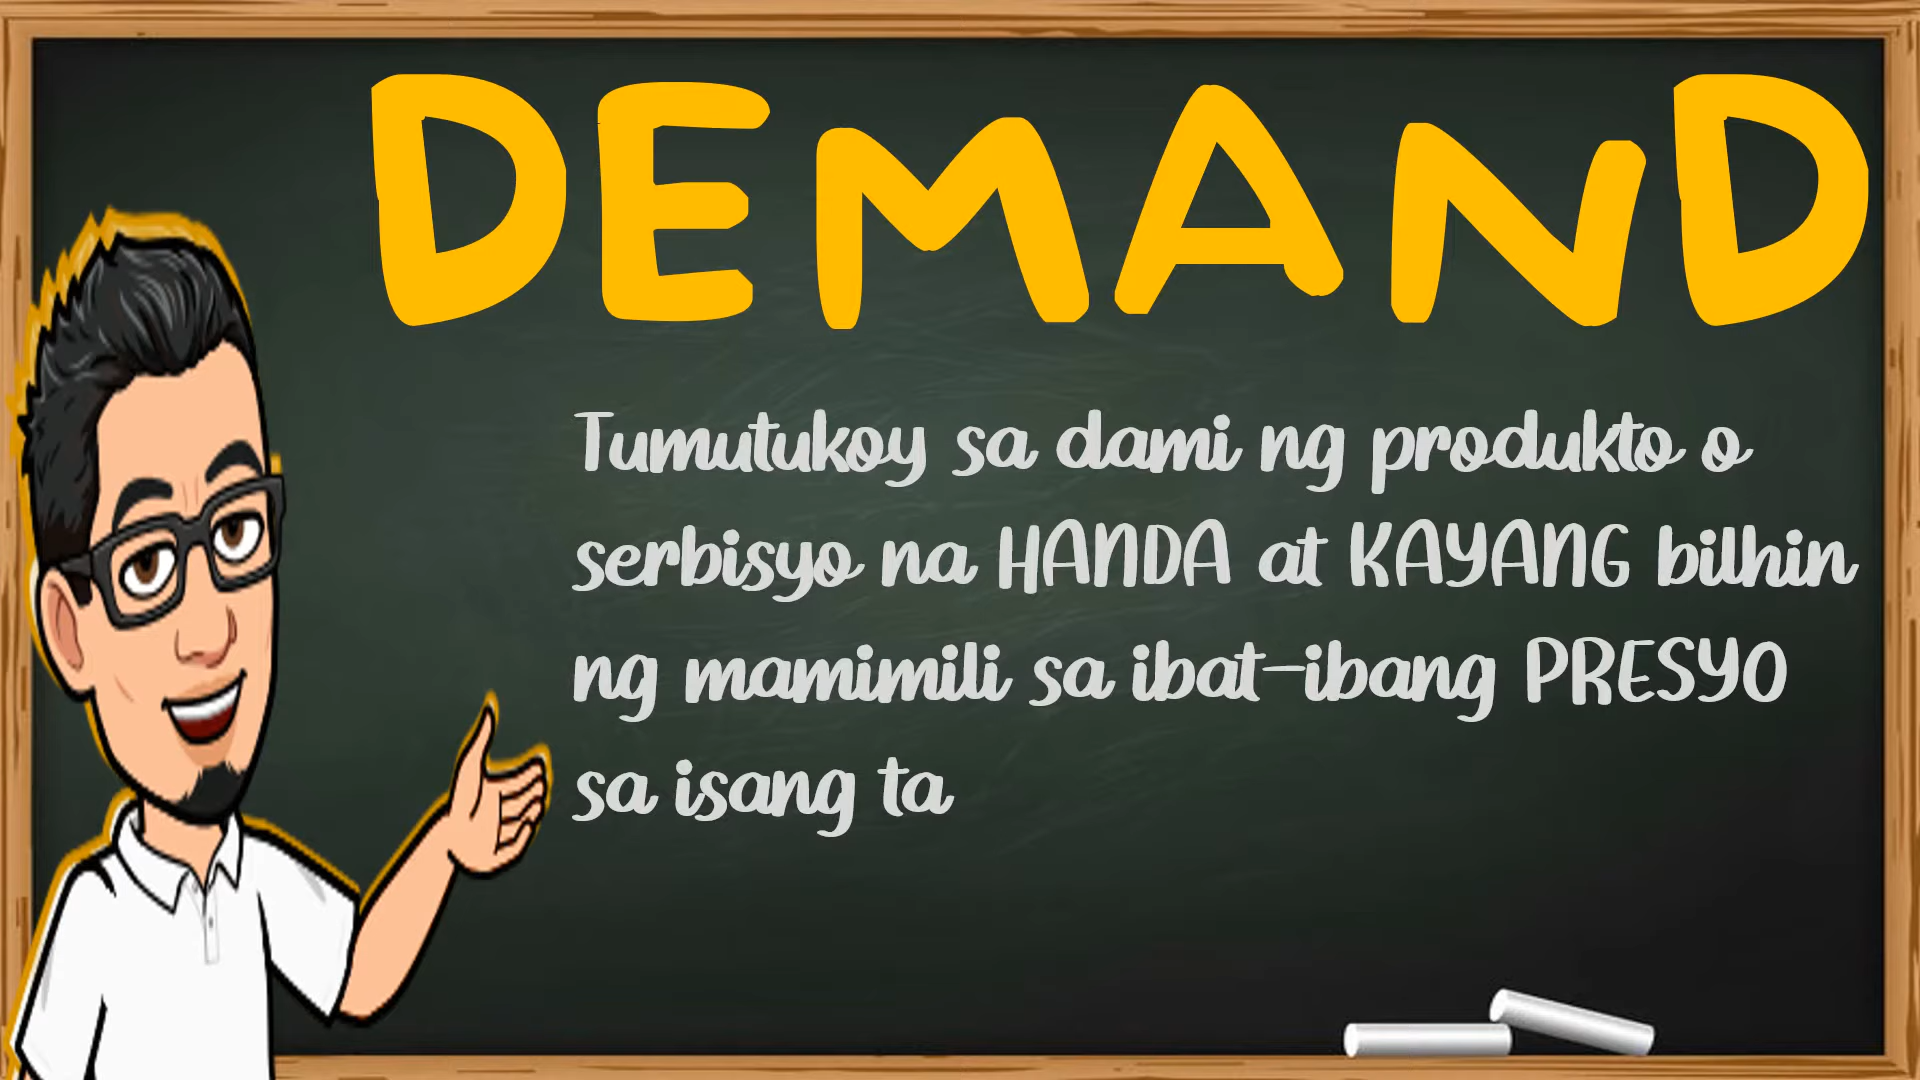 DEMAND
Tumutukoy sa dami ng produkto o
serbisyo na HANDA at KAYANG bilhin
ng mamimili sa ibat-ibang PRESYO
sa isang ta